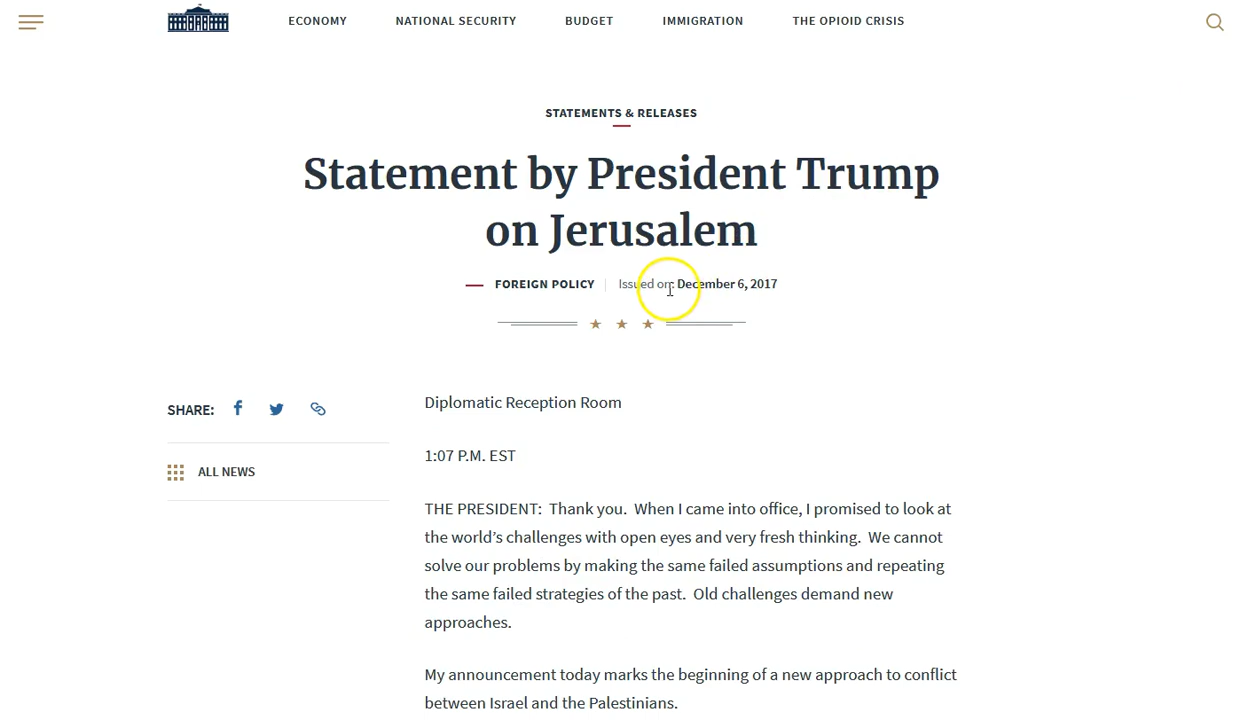 ECONOMY NATIONAL SECURITY BUDGET IMMIGRATION THE OPIOID CRISIS
STATEMENTS & RELEASES
Statement by President Trump
on Jerusalem
FOREIGN POLICY Issued on: December 6, 2017
SHARE:
ALL NEWS
Diplomatic Reception Room
1:07 P.M. EST
THE PRESIDENT: Thank you. When I came into office, I promised to look at
the world’s challenges with open eyes and very fresh thinking. We cannot
solve our problems by making the same failed assumptions and repeating
the same failed strategies of the past. Old challenges demand new
approaches.
My announcement today marks the beginning of a new approach to conflict
between Israel and the Palestinians.